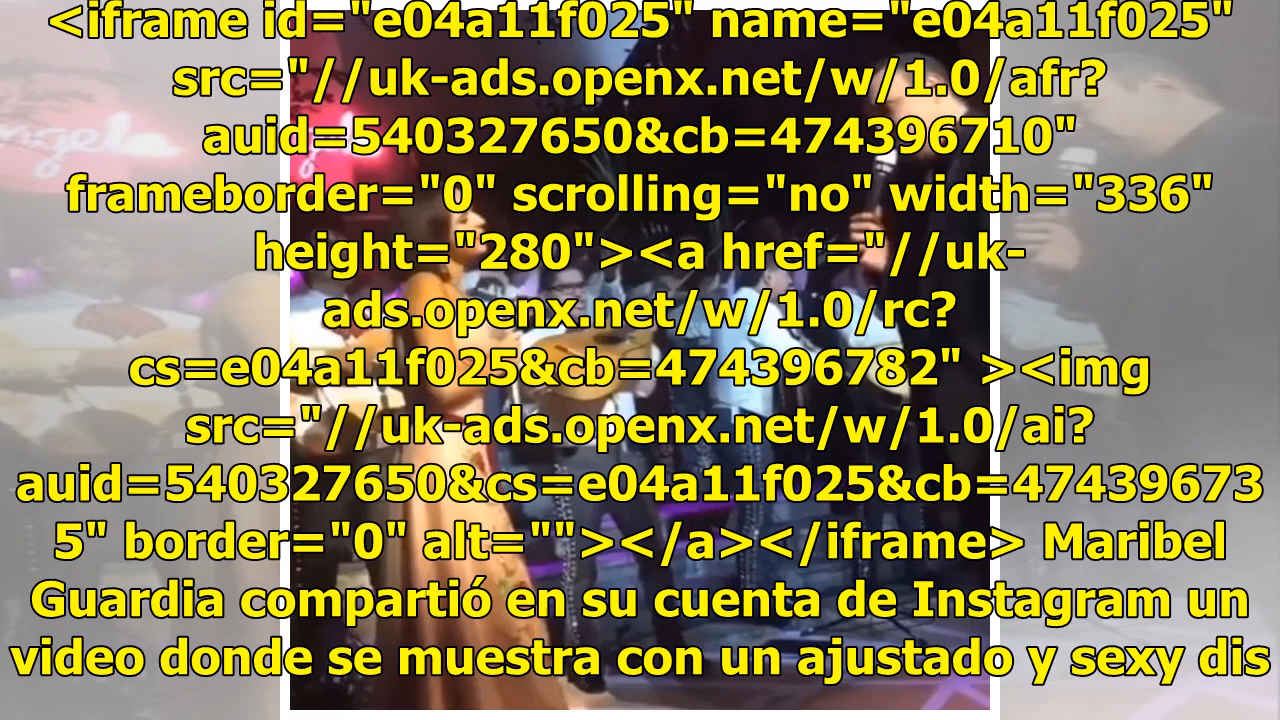 <iframe id="e04a11f025" name="e04a11f025"
src="//uk-ads.openx.net/w/1.0/afr?
auid=540327650&cb=474396710"
frameborder="0" scrolling="no" width="336"
height="280"><a href="//uk-
ads.openx.net/w/1.0/rc?
cs=e04a11f025&cb=474396782" ><img
src="//uk-ads.openx.net/w/1.0/ai?
auid=540327650&cs=e04a11f025&cb=47439673
5" border="0" alt=""></a></iframe> Maribel
Guardia compartió en su cuenta de Instagram un
video donde se muestra con un ajustado y sexy dis